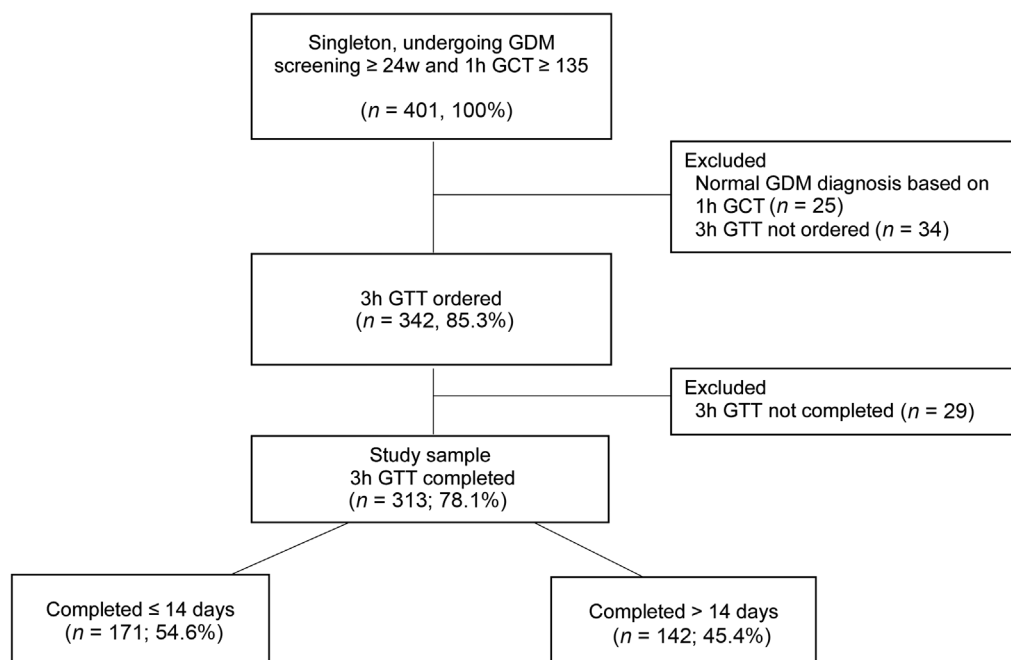 Singleton, undergoing GDM
screening ≥ 24w and 1h GCT ≥ 135
(n = 401, 100%)
Excluded
Normal GDM diagnosis based on
1h GCT (n = 25)
3h GTT not ordered (n = 34)
3h GTT ordered
(n = 342, 85.3%)
Excluded
3h GTT not completed (n = 29)
Study sample
3h GTT completed
(n = 313; 78.1%)
Completed ≤ 14 days
(n = 171; 54.6%)
Completed > 14 days
(n = 142; 45.4%)